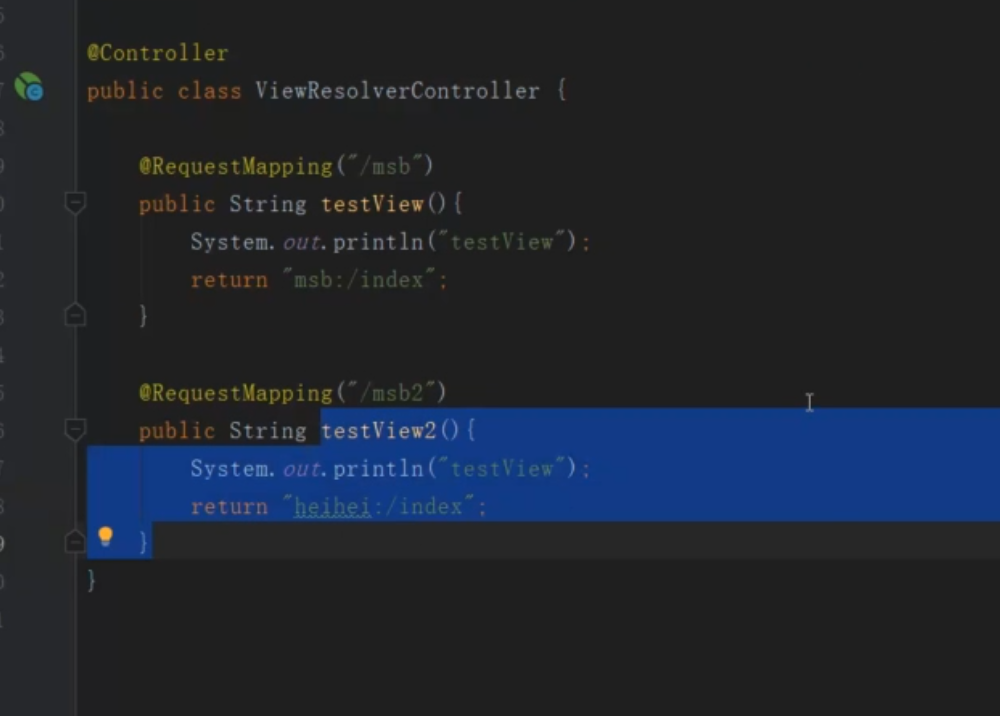 @Controller
public class ViewResolverController {
@RequestMapping("/msb")
public String testView(){
System.out.println("testView");
return "msb:/index";
}
@RequestMapping("/msb2")
public String testView2(){
System.out.println("testView");
return "heihei:/index";
}
}